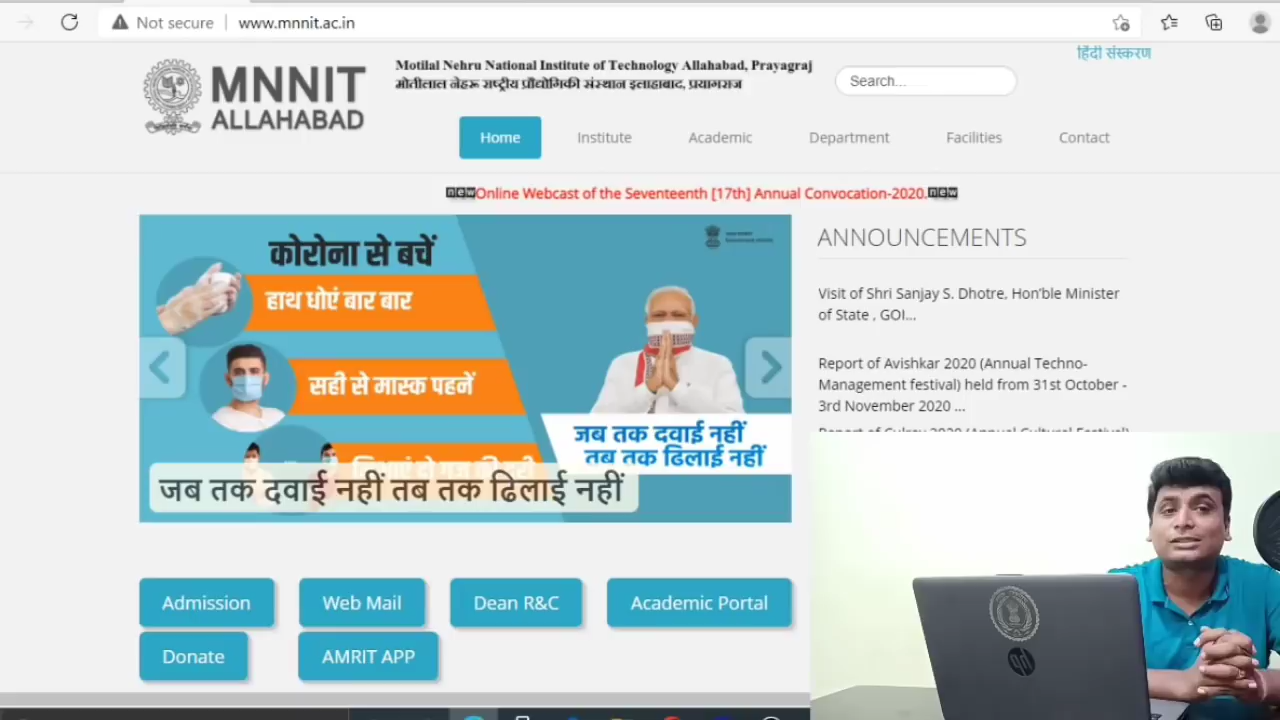 Not secure
www.mnnit.ac.in
हिंदी संस्करण
MNNIT
ALLAHABAD
Motilal Nehru National Institute of Technology Allahabad, Prayagraj
मोतीलाल नेहरू राष्ट्रीय प्रौद्योगिकी संस्थान इलाहाबाद, प्रयागराज
Search...
Home
Institute
Academic
Department
Facilities
Contact
new Online Webcast of the Seventeenth [17th] Annual Convocation-2020. new
कोरोना से बचें
हाथ धोएं बार बार
सही से मास्क पहनें
जब तक दवाई नहीं
तब तक ढिलाई नहीं
जब तक दवाई नहीं तब तक ढिलाई नहीं
ANNOUNCEMENTS
Visit of Shri Sanjay S. Dhotre, Hon'ble Minister
of State , GOI...
Report of Avishkar 2020 (Annual Techno-
Management festival) held from 31st October -
3rd November 2020 ...
Admission
Web Mail
Dean R&C
Academic Portal
Donate
AMRIT APP
hp